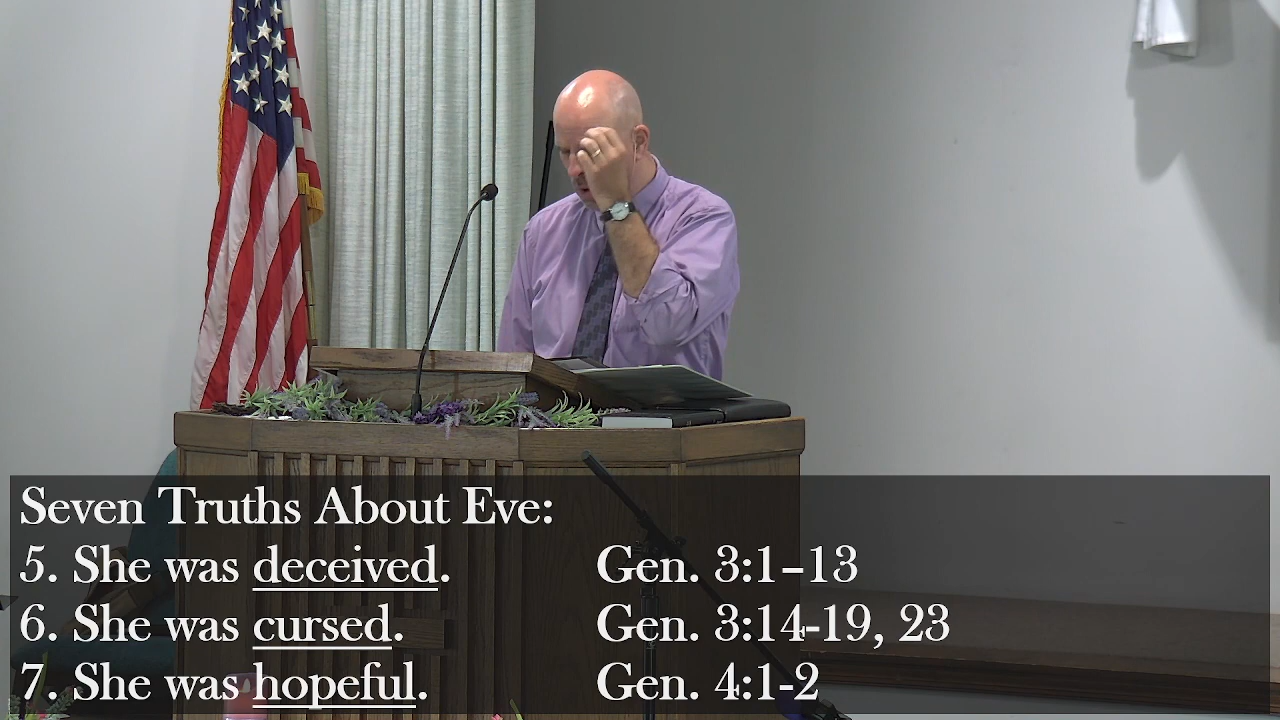 Seven Truths About Eve:
5. She was deceived. Gen. 3:1–13
6. She was cursed. Gen. 3:14-19, 23
7. She was hopeful. Gen. 4:1-2